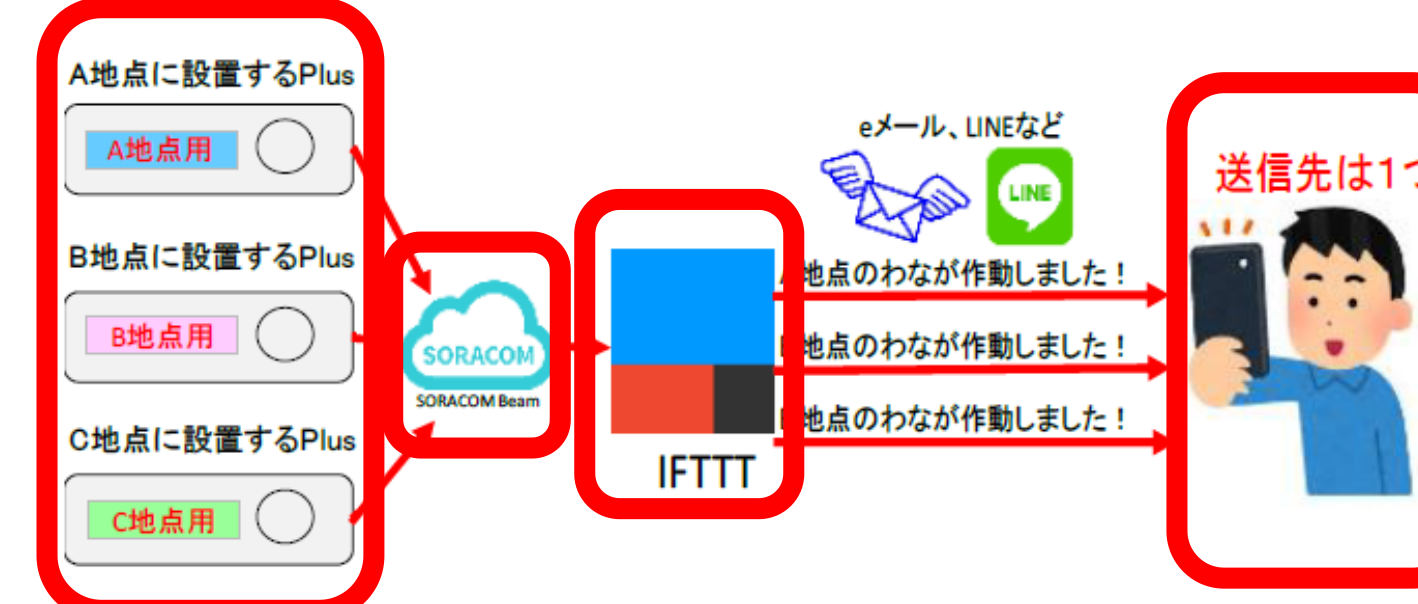 A地点に設置するPlus
A地点用
B地点に設置するPlus
B地点用
C地点に設置するPlus
C地点用
SORACOM
SORACOM Beam
IFTTT
eメール、LINEなど
LINE
地点のわなが作動しました!
地点のわなが作動しました!
地点のわなが作動しました!
送信先は1